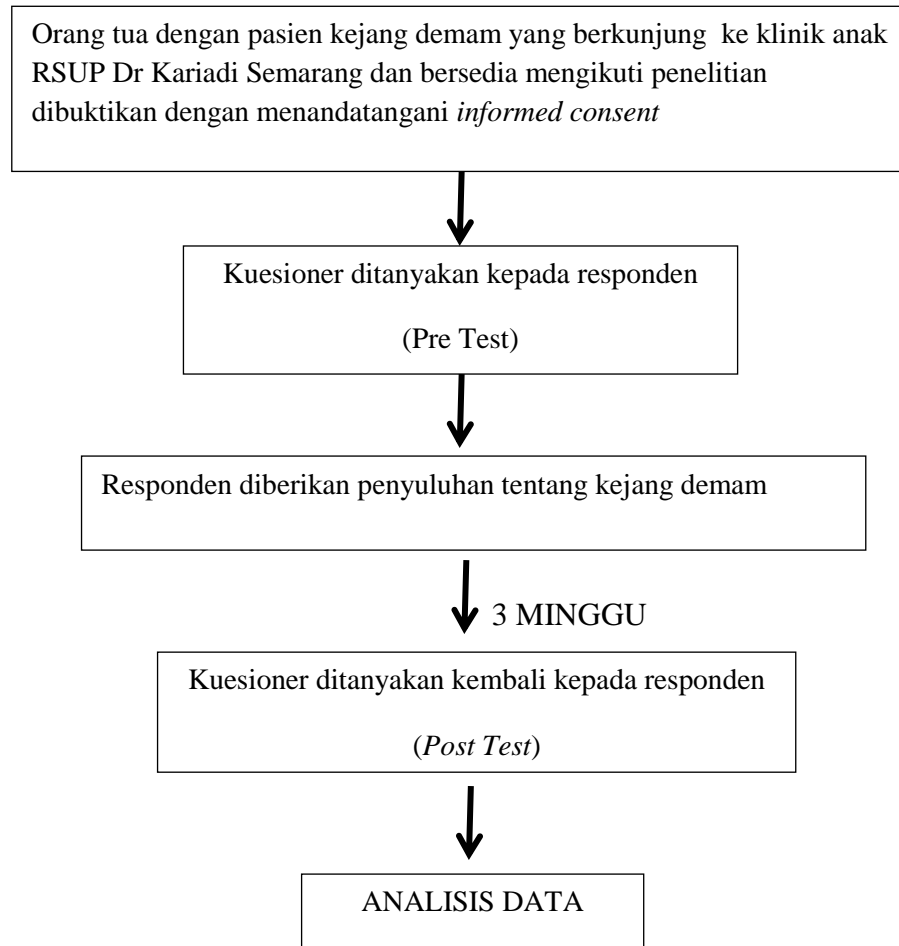 Orang tua dengan pasien kejang demam yang berkunjung ke klinik anak
RSUP Dr Kariadi Semarang dan bersedia mengikuti penelitian
dibuktikan dengan menandatangani informed consent
Kuesioner ditanyakan kepada responden
(Pre Test)
Responden diberikan penyuluhan tentang kejang demam
3 MINGGU
Kuesioner ditanyakan kembali kepada responden
(Post Test)
ANALISIS DATA